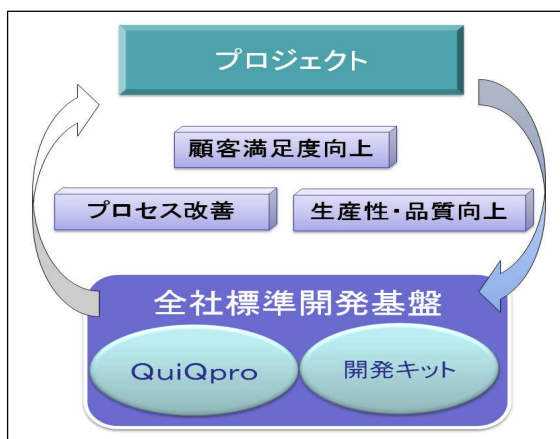 プロジェクト
顧客満足度向上
プロセス改善
生産性・品質向上
全社標準開発基盤
QuiQpro
開発キット